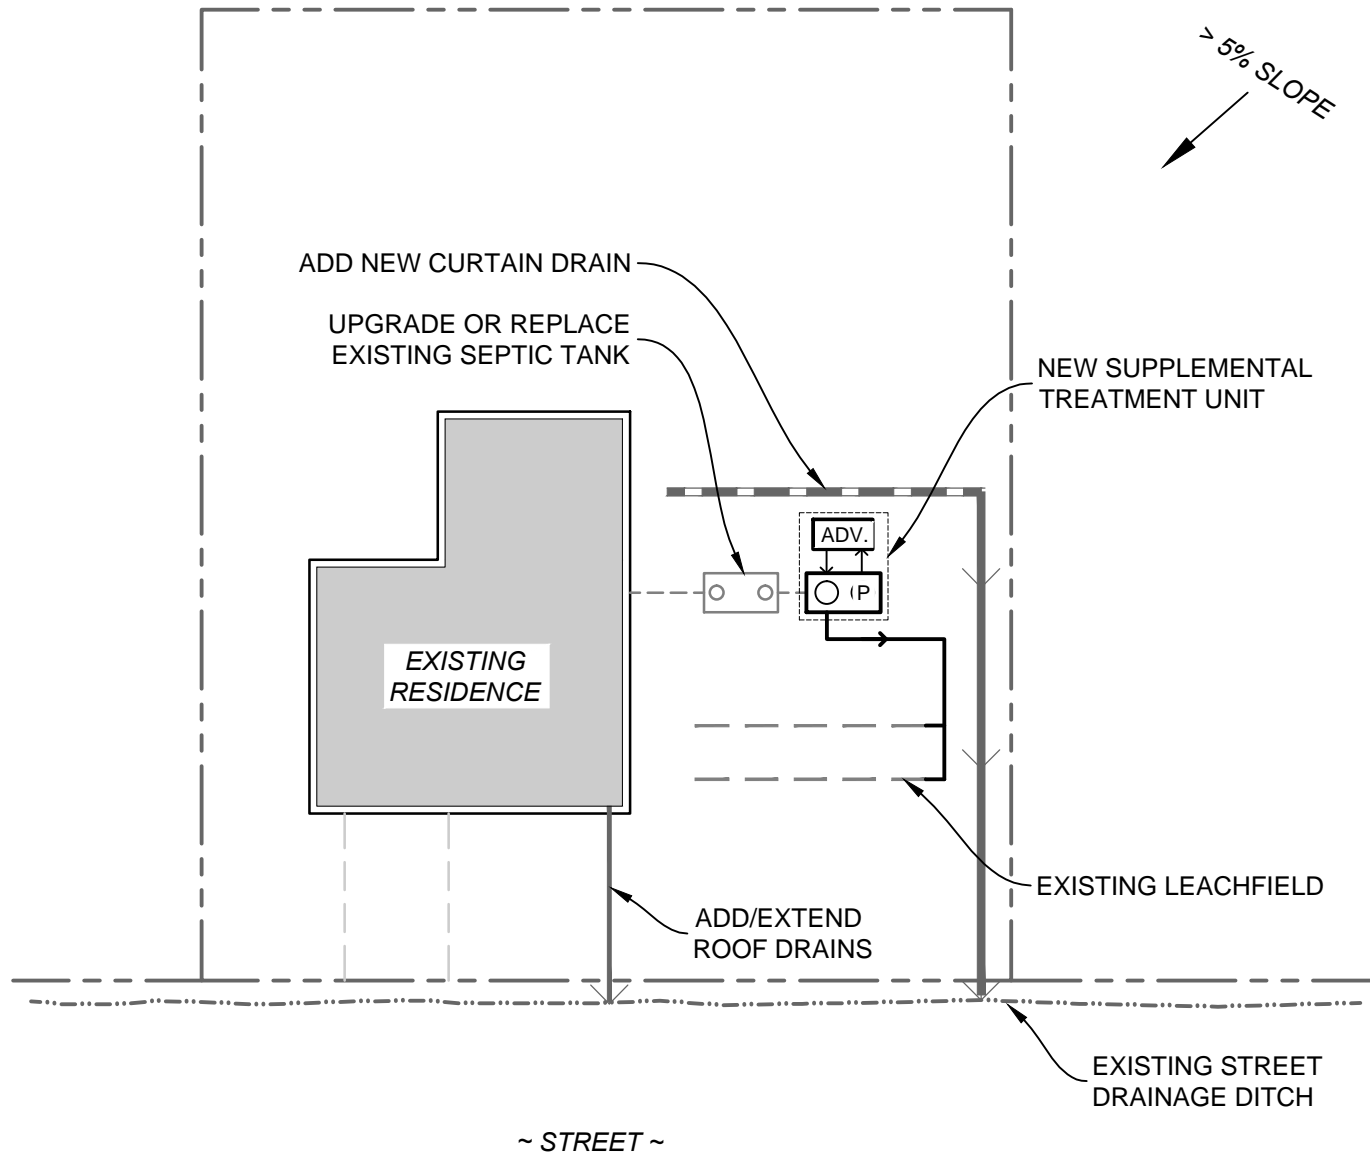 > 5% SLOPE
ADD NEW CURTAIN DRAIN
UPGRADE OR REPLACE
EXISTING SEPTIC TANK
NEW SUPPLEMENTAL
TREATMENT UNIT
ADV.
P
EXISTING
RESIDENCE
EXISTING LEACHFIELD
ADD/EXTEND
ROOF DRAINS
EXISTING STREET
DRAINAGE DITCH
~ STREET ~